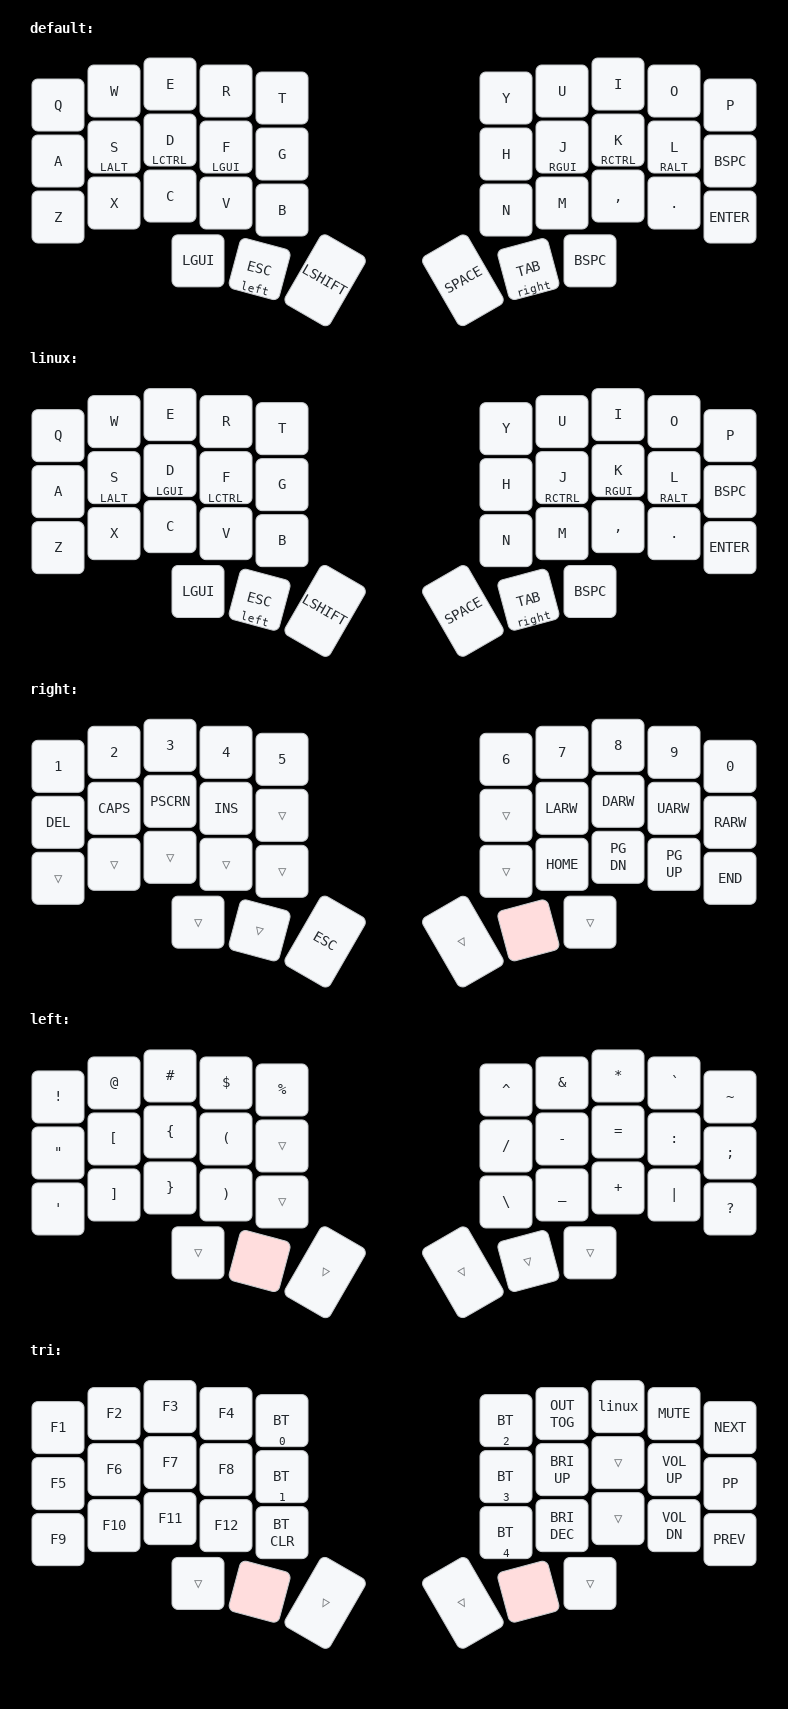 default:
Q W E R T Y U I O P
A S D F G H J K L BSPC
LALT LCTRL LGUI RGUI RCTRL RALT
Z X C V B N M , . ENTER
LGUI ESC LSHIFT SPACE TAB BSPC
left right
linux:
Q W E R T Y U I O P
A S D F G H J K L BSPC
LALT LGUI LCTRL RCTRL RGUI RALT
Z X C V B N M , . ENTER
LGUI ESC LSHIFT SPACE TAB BSPC
left right
right:
1 2 3 4 5 6 7 8 9 0
DEL CAPS PSCRN INS ▽ ▽ LARW DARW UARW RARW
▽ ▽ ▽ ▽ ▽ ▽ HOME PG DN PG UP END
▽ ▽ ESC ▽ ▽
left:
! @ # $ % ^ & * ` ~
" [ { ( ▽ / - = : ;
' ] } ) ▽ \ _ + | ?
▽ ▽ ▽ ▽ ▽
tri:
F1 F2 F3 F4 BT 0 BT 2 OUT TOG linux MUTE NEXT
F5 F6 F7 F8 BT 1 BT 3 BRI UP ▽ VOL UP PP
F9 F10 F11 F12 BT CLR BT 4 BRI DEC ▽ VOL DN PREV
▽ ▽ ▽ ▽